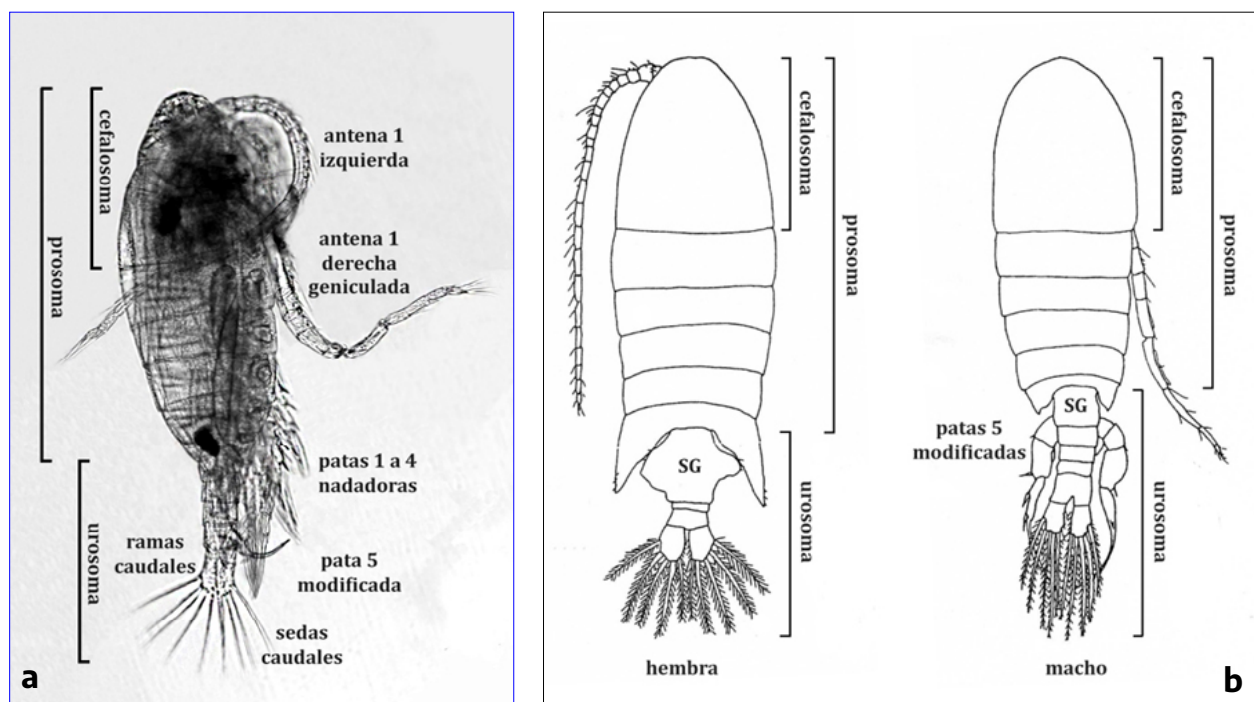 cefalosoma
prosoma
urosoma
antena 1
izquierda
antena 1
derecha
geniculada
patas 1 a 4
nadadoras
ramas
caudales
pata 5
modificada
sedas
caudales
a
cefalosoma
prosoma
SG
urosoma
hembra
cefalosoma
prosoma
SG
patas 5
modificadas
urosoma
macho
b